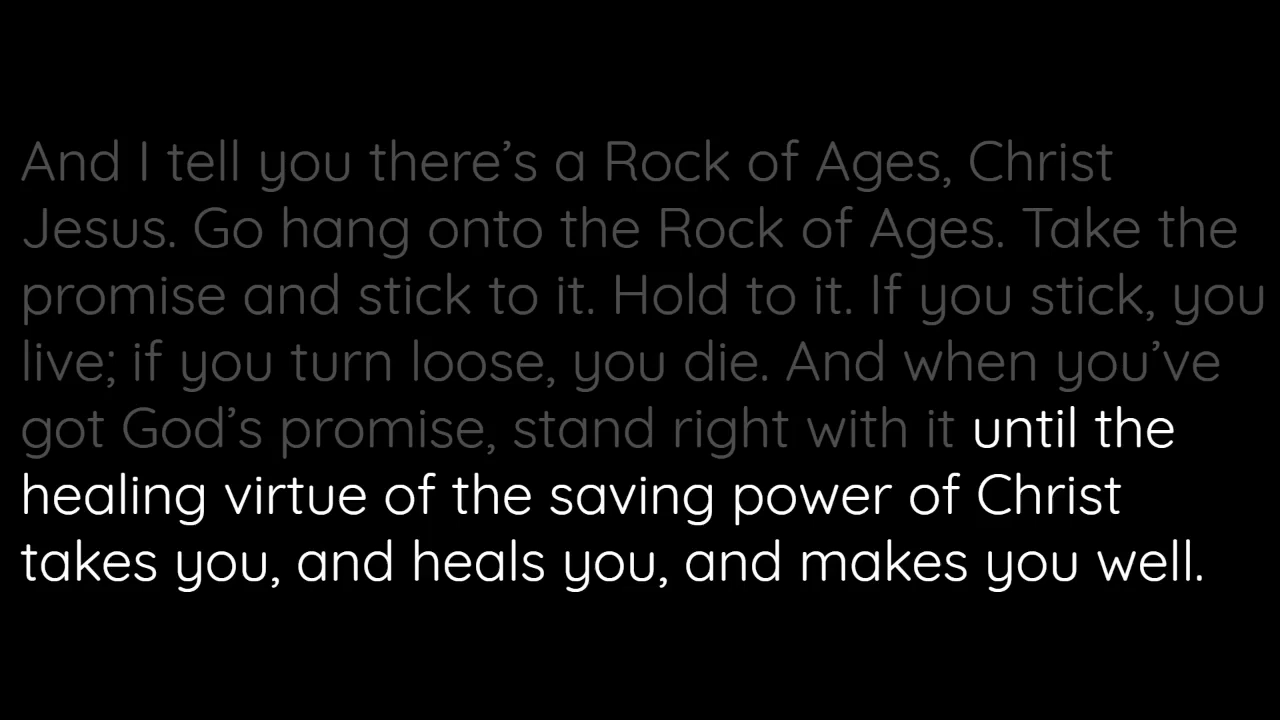 And I tell you there’s a Rock of Ages, Christ
Jesus. Go hang onto the Rock of Ages. Take the
promise and stick to it. Hold to it. If you stick, you
live; if you turn loose, you die. And when you’ve
got God’s promise, stand right with it until the
healing virtue of the saving power of Christ
takes you, and heals you, and makes you well.